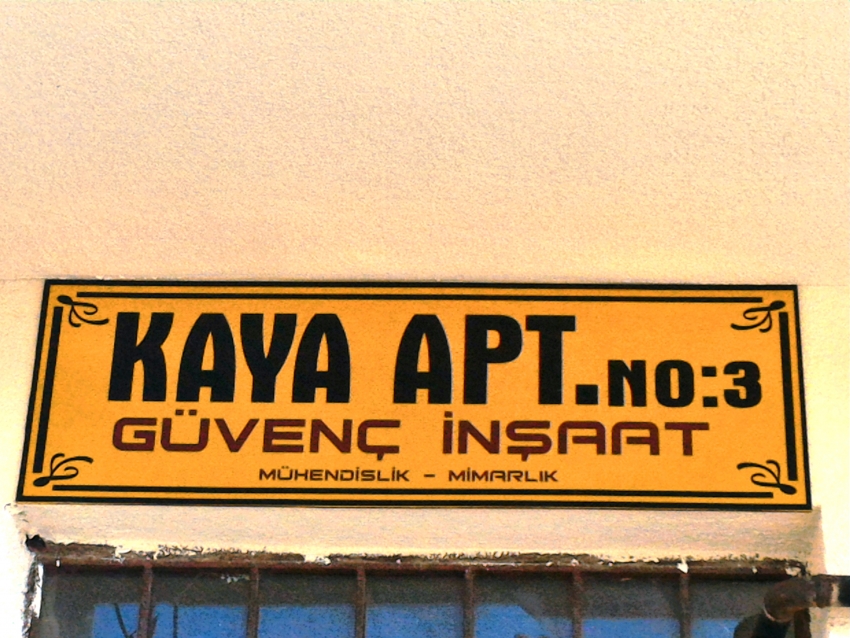 KAYA APT.NO:3
GÜVENÇ İNŞAAT
MÜHENDİSLİK - MİMARLIK